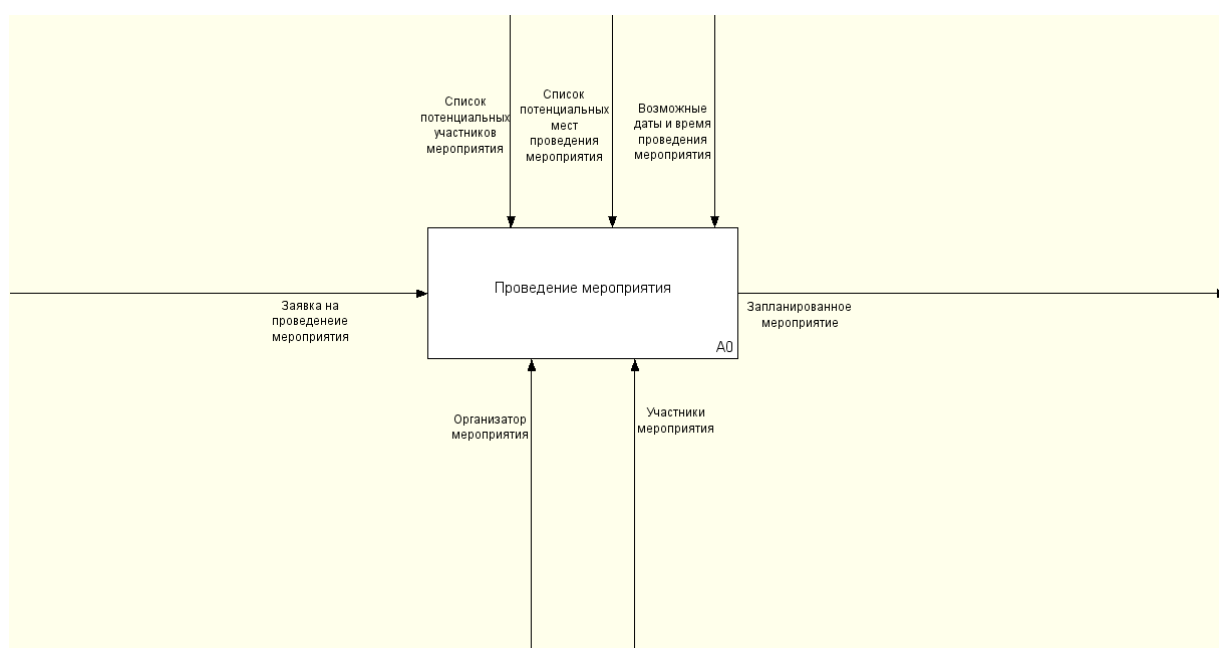 Список
потенциальных
участников
мероприятия
Список
потенциальных
мест
проведения
мероприятия
Возможные
даты и время
проведения
мероприятия
Проведение мероприятия
A0
Заявка на
проведенеие
мероприятия
Запланированное
мероприятие
Организатор
мероприятия
Участники
мероприятия